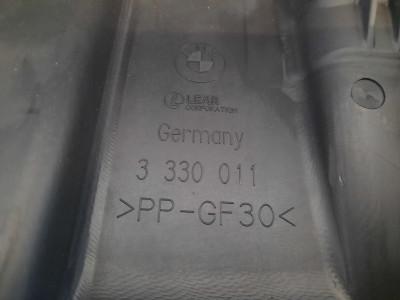 LEAR
CORPORATION
Germany
3 330 011
>PP-GF30<